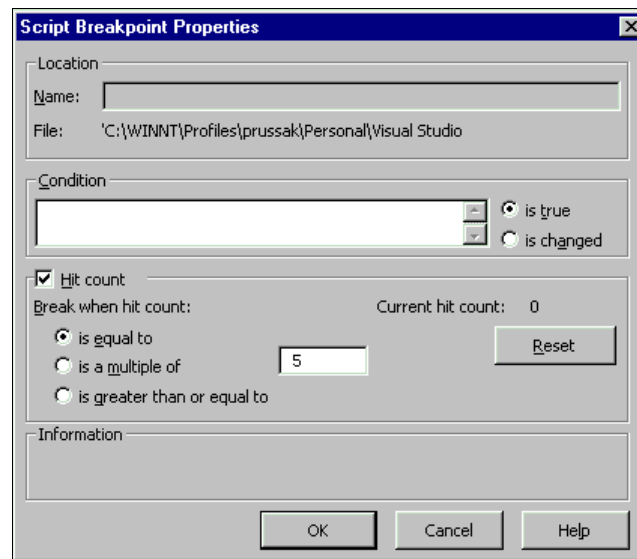 Script Breakpoint Properties
Location
Name:
File: 'C:\WINNT\Profiles\prussak\Personal\Visual Studio
Condition
is true
is changed
Hit count
Break when hit count: Current hit count: 0
is equal to
is a multiple of 5 Reset
is greater than or equal to
Information
OK Cancel Help